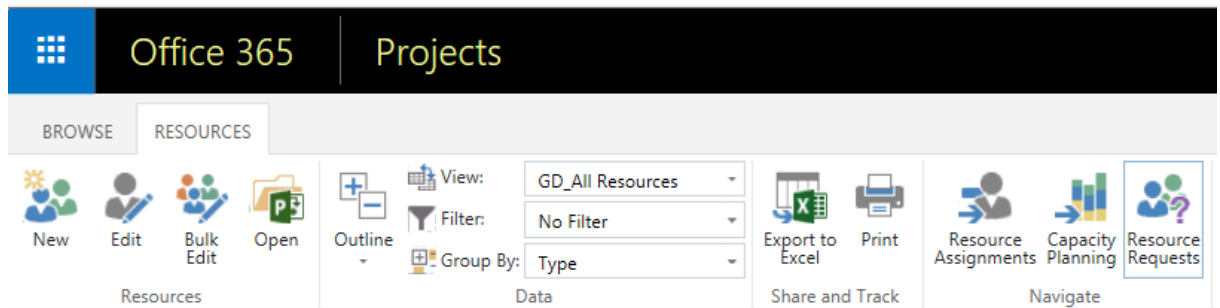 Office 365 Projects
BROWSE RESOURCES
New
Edit
Bulk
Edit
Open
Outline
View: GD_All Resources
Filter: No Filter
Group By: Type
Export to
Excel
Print
Resource
Assignments
Capacity
Planning
Resource
Requests
Resources
Data
Share and Track
Navigate